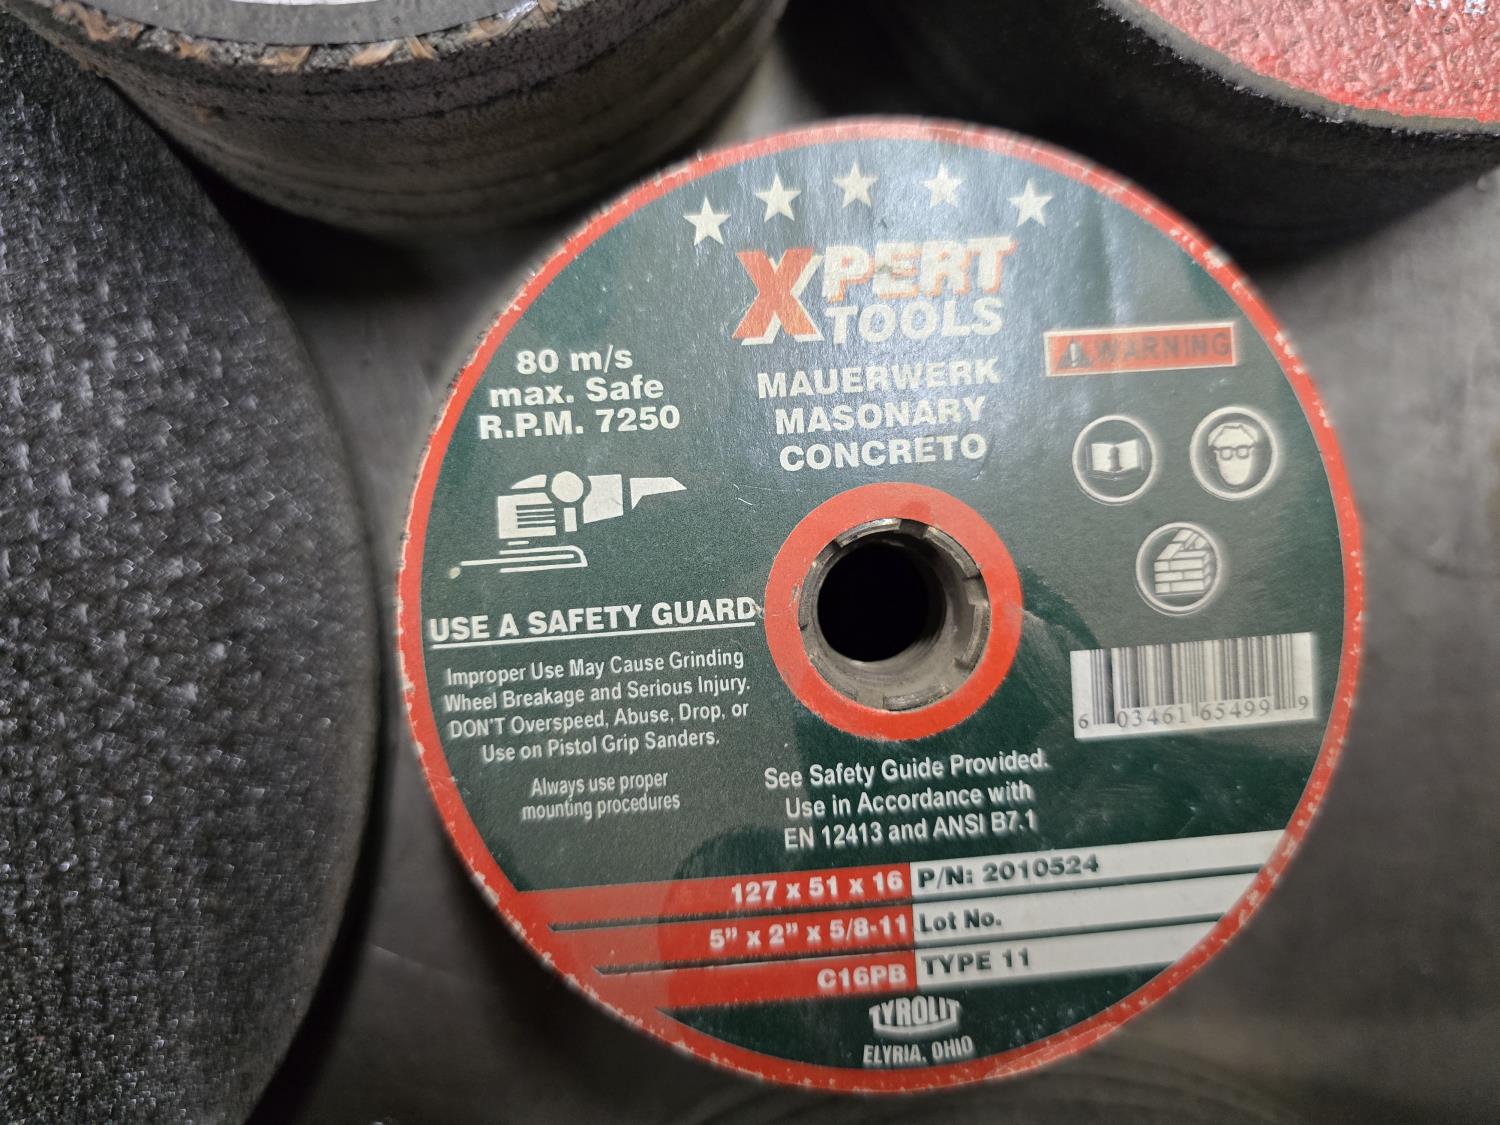 XPERT
TOOLS
WARNING
MAUERWERK
MASONARY
CONCRETO
80 m/s
max. Safe
R.P.M. 7250
USE A SAFETY GUARD
Improper Use May Cause Grinding
Wheel Breakage and Serious Injury.
DON'T Overspeed, Abuse, Drop, or
Use on Pistol Grip Sanders.
Always use proper
mounting procedures
6 03461 65499 9
See Safety Guide Provided.
Use in Accordance with
EN 12413 and ANSI B7.1
127 x 51 x 16 P/N: 2010524
5" x 2" x 5/8-11 Lot No.
C16PB TYPE 11
TYROLIT
ELYRIA, OHIO